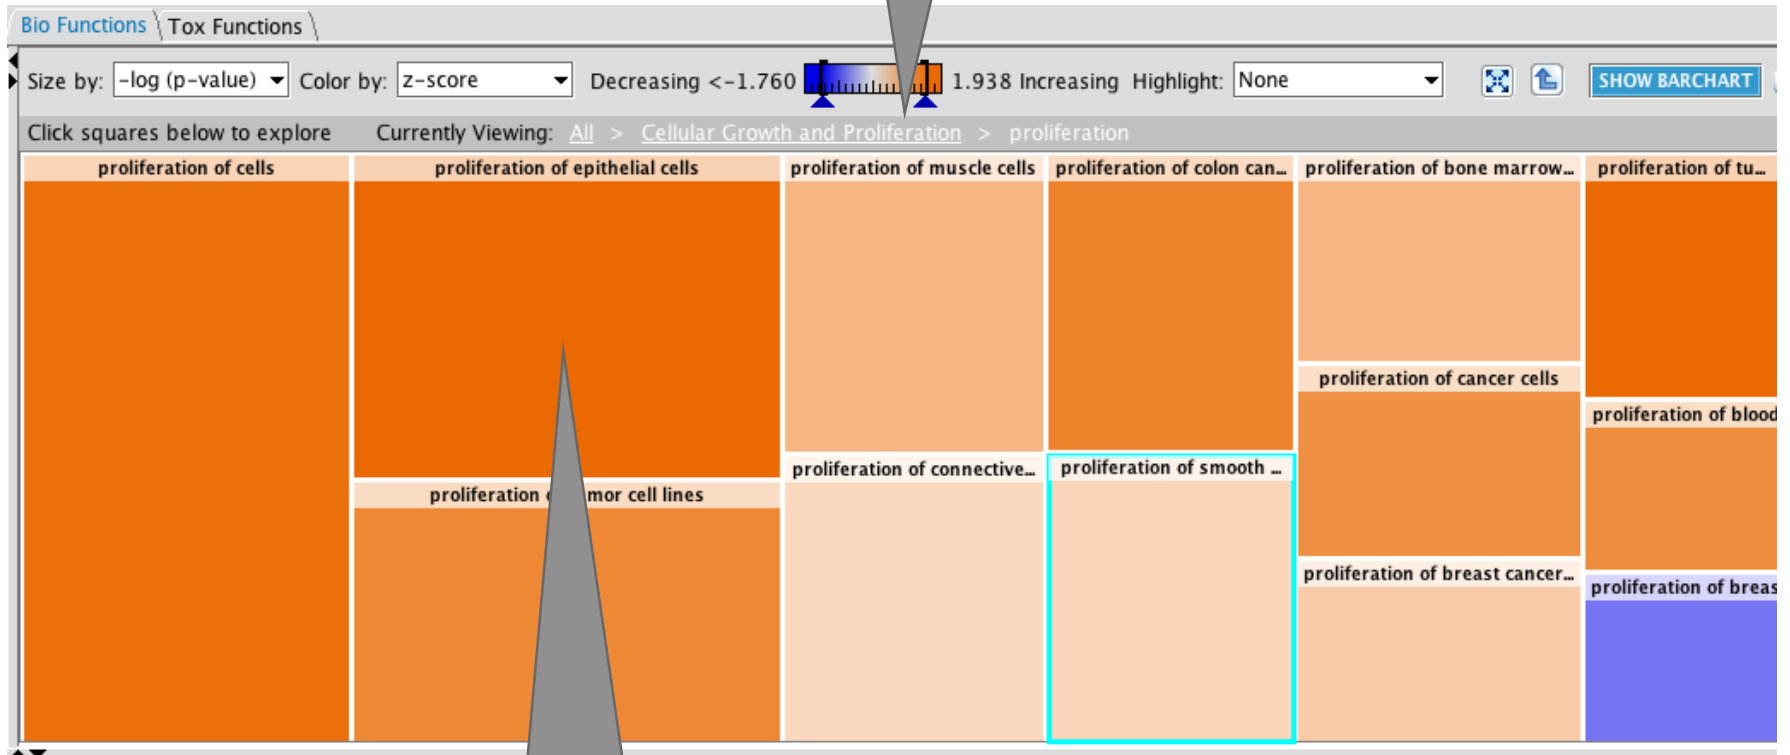 Bio Functions Tox Functions
Size by: -log (p-value) Color by: z-score Decreasing <-1.760 1.938 Increasing Highlight: None SHOW BARCHART
Click squares below to explore Currently Viewing: All > Cellular Growth and Proliferation > proliferation
proliferation of cells
proliferation of epithelial cells
proliferation of muscle cells
proliferation of colon can...
proliferation of bone marrow...
proliferation of tu...
proliferation of cancer cells
proliferation of blood
proliferation of connective...
proliferation of smooth ...
proliferation mor cell lines
proliferation of breast cancer...
proliferation of breas